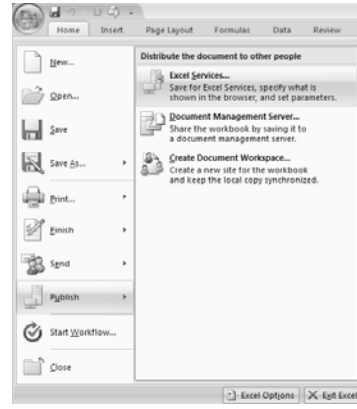 Home Insert Page Layout Formulas Data Review
New...
Open...
Save
Save As...
Print...
Finish
Send
Publish
Start Workflow...
Close
Distribute the document to other people
Excel Services...
Save for Excel Services, specify what is
shown in the browser, and set parameters.
Document Management Server...
Share the workbook by saving it to
a document management server.
Create Document Workspace...
Create a new site for the workbook
and keep the local copy synchronized.
Excel Options Exit Excel